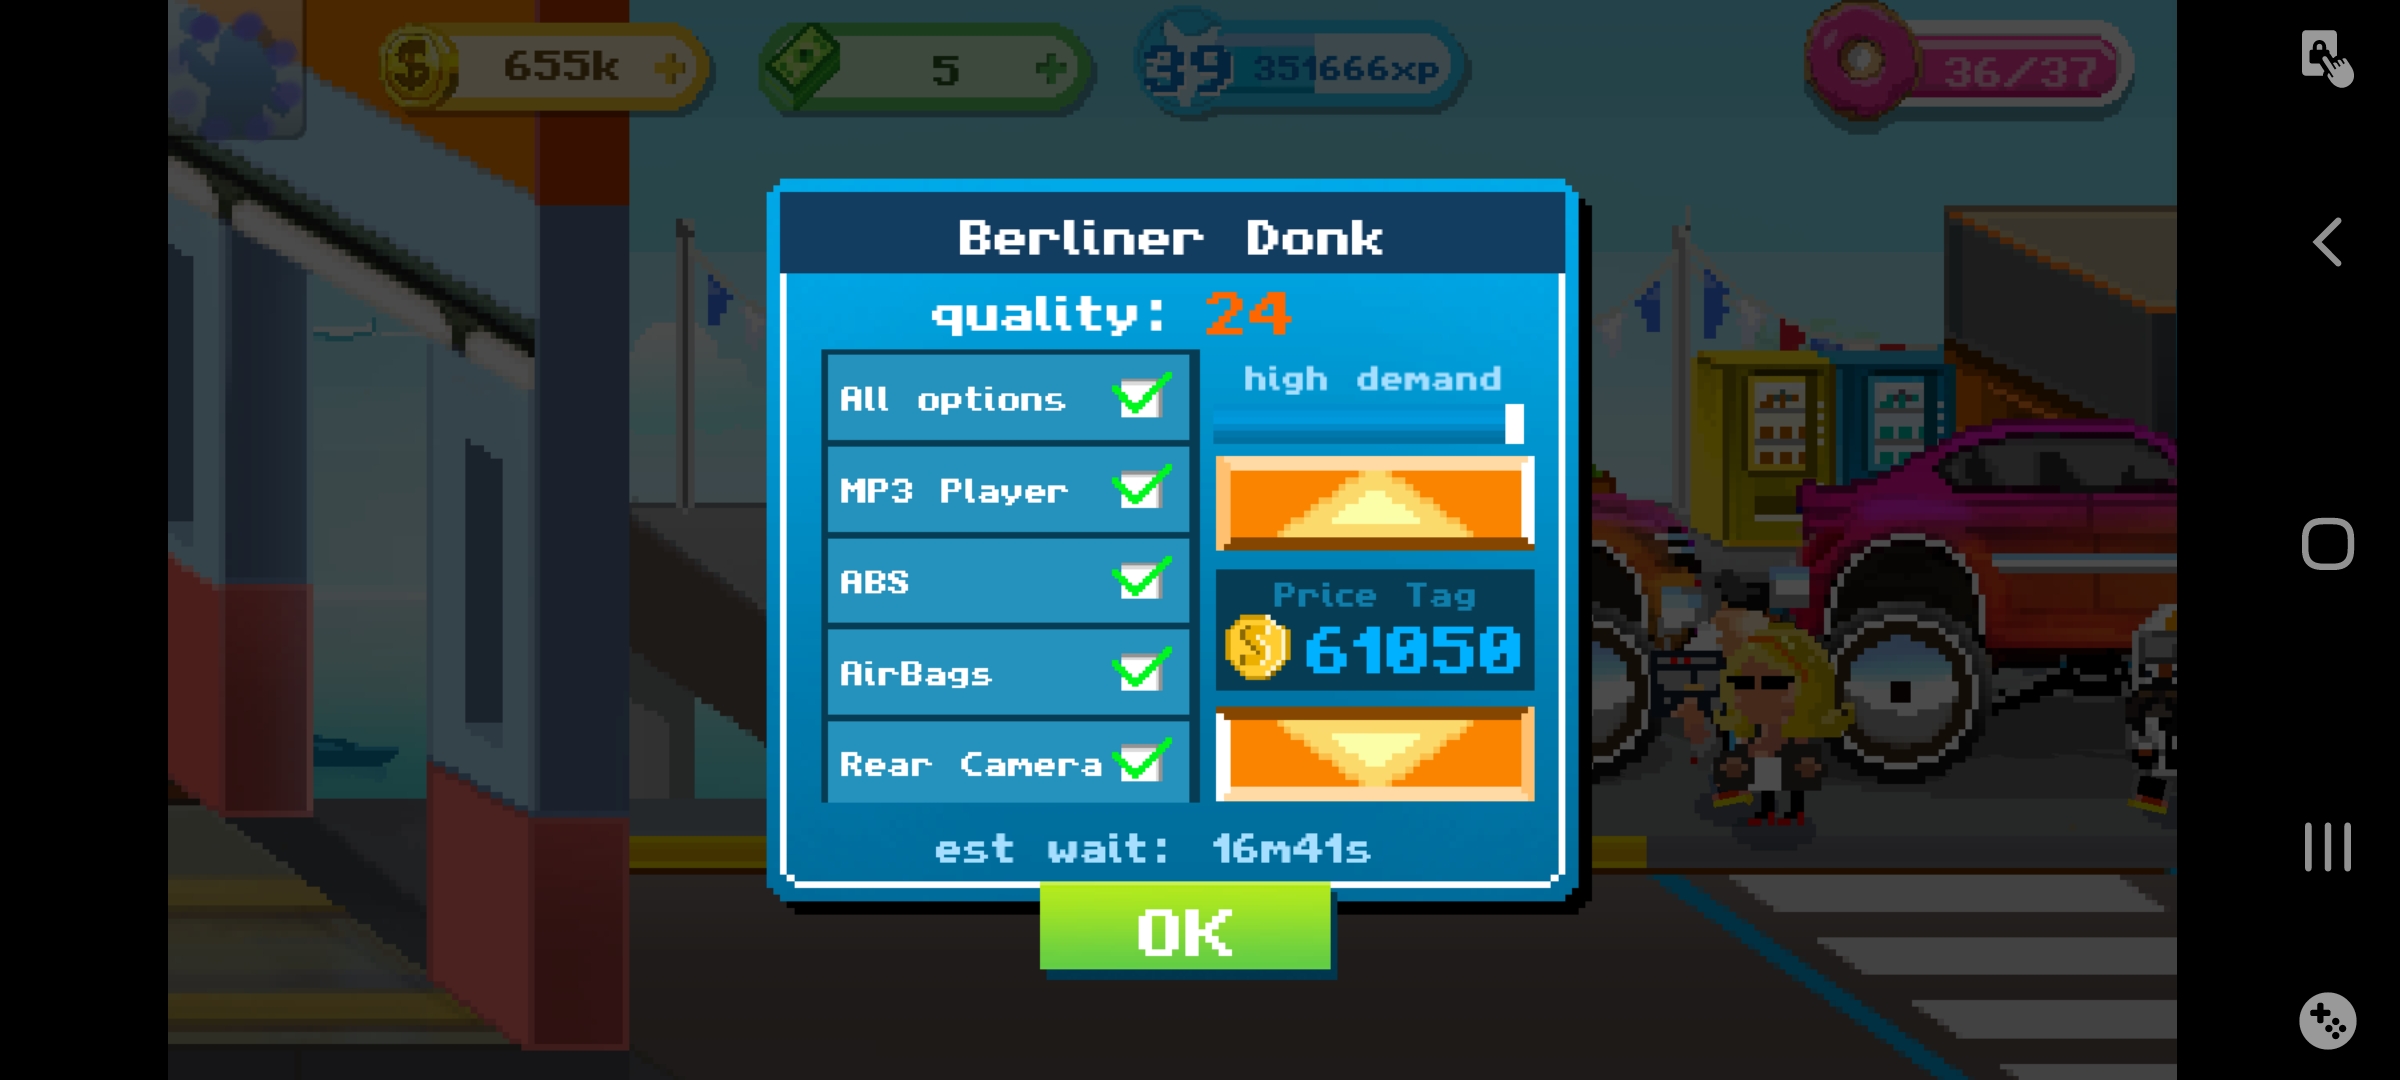 655k
5
39 351666xp
36/37
Berliner Donk
quality: 24
All options
MP3 Player
ABS
AirBags
Rear Camera
high demand
Price Tag
61050
est wait: 16m41s
OK